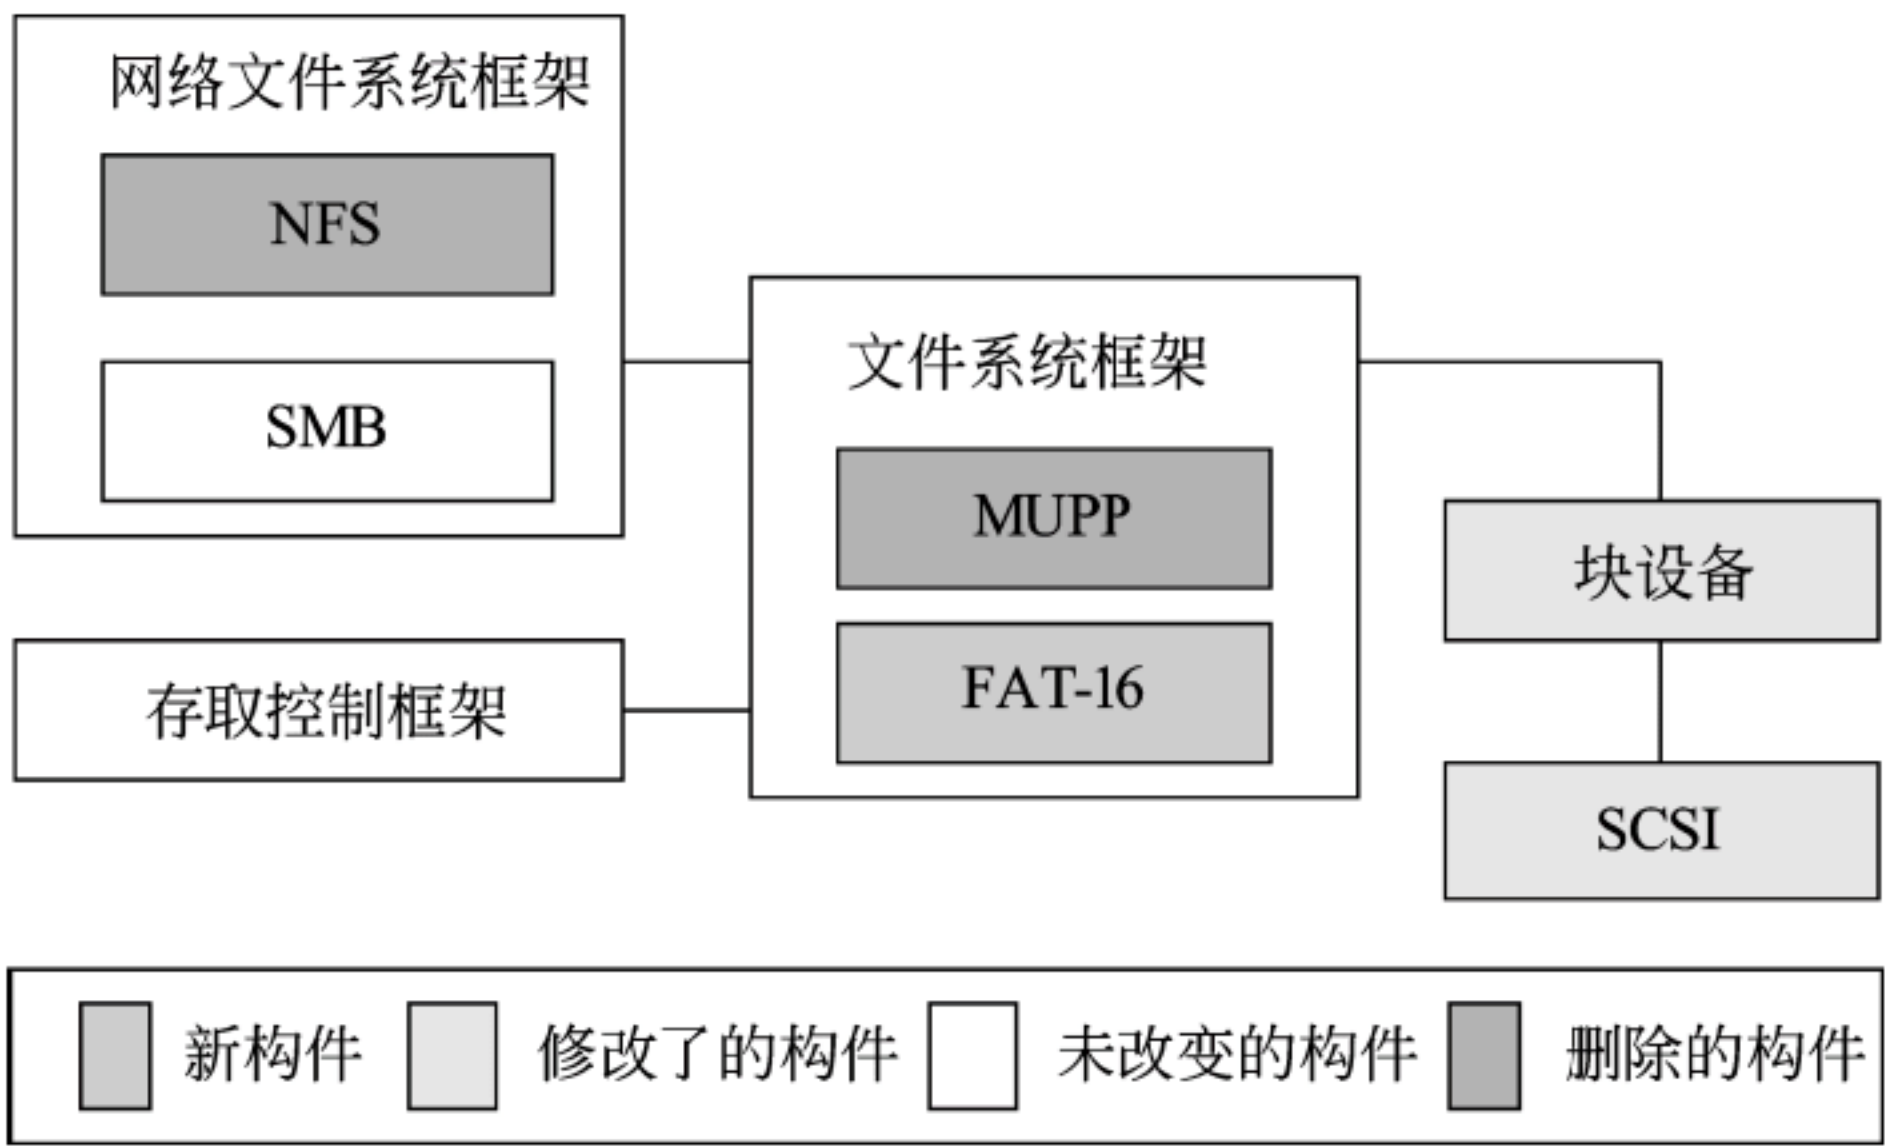 网络文件系统框架
NFS
SMB
文件系统框架
MUPP
FAT-16
存取控制框架
块设备
SCSI
新构件 修改了的构件 未改变的构件 删除的构件